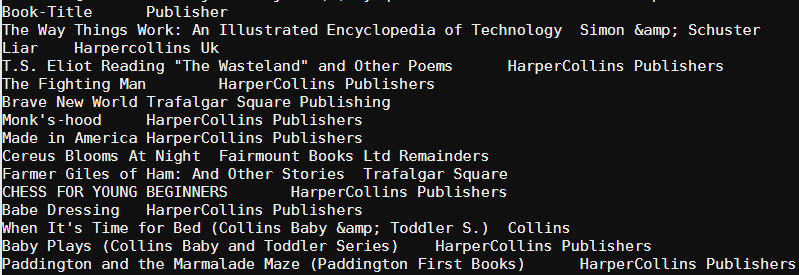 Book-Title Publisher
The Way Things Work: An Illustrated Encyclopedia of Technology Simon &amp; Schuster
Liar Harpercollins Uk
T.S. Eliot Reading "The Wasteland" and Other Poems HarperCollins Publishers
The Fighting Man HarperCollins Publishers
Brave New World Trafalgar Square Publishing
Monk's-hood HarperCollins Publishers
Made in America HarperCollins Publishers
Cereus Blooms At Night Fairmount Books Ltd Remainders
Farmer Giles of Ham: And Other Stories Trafalgar Square
CHESS FOR YOUNG BEGINNERS HarperCollins Publishers
Babe Dressing HarperCollins Publishers
When It's Time for Bed (Collins Baby &amp; Toddler S.) Collins
Baby Plays (Collins Baby and Toddler Series) HarperCollins Publishers
Paddington and the Marmalade Maze (Paddington First Books) HarperCollins Publishers